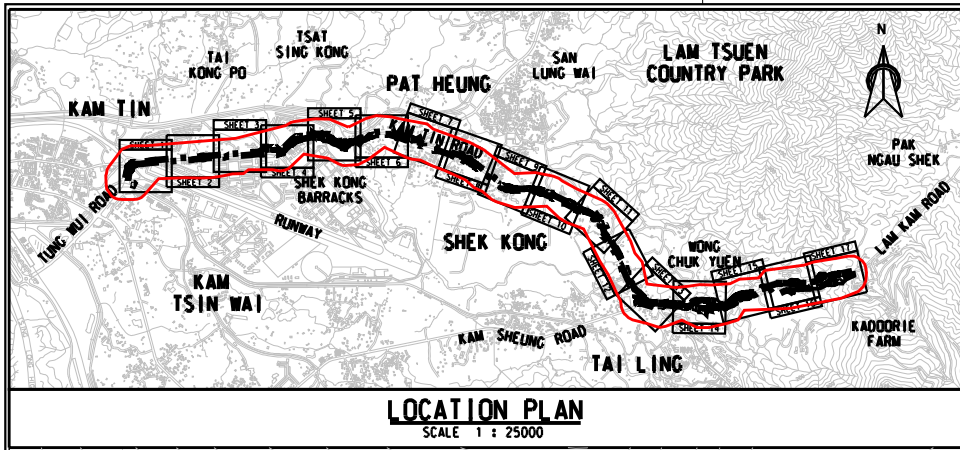 N
TSAT
SING KONG
TAI
KONG PO
SAN
LUNG WAI
LAM TSUEN
COUNTRY PARK
PAT HEUNG
KAM TIN
SHEET 3
SHEET 5
SHEET 7
KAM TIN ROAD
PAK
NGAU SHEK
SHEET
SHEET 2
SHEET 4
SHEET 6
SHEET 9
SHEK KONG
BARRACKS
SHEET 10
SHEET 11
TUNG WUI ROAD
RUNWAY
SHEK KONG
LAM KAM ROAD
WONG
CHUK YUEN
SHEET 12
SHEET 15
SHEET 17
KAM
TSIN WAI
SHEET 14
KAM SHEUNG ROAD
KADOORIE
FARM
TAI LING
LOCATION PLAN
SCALE 1 : 25000